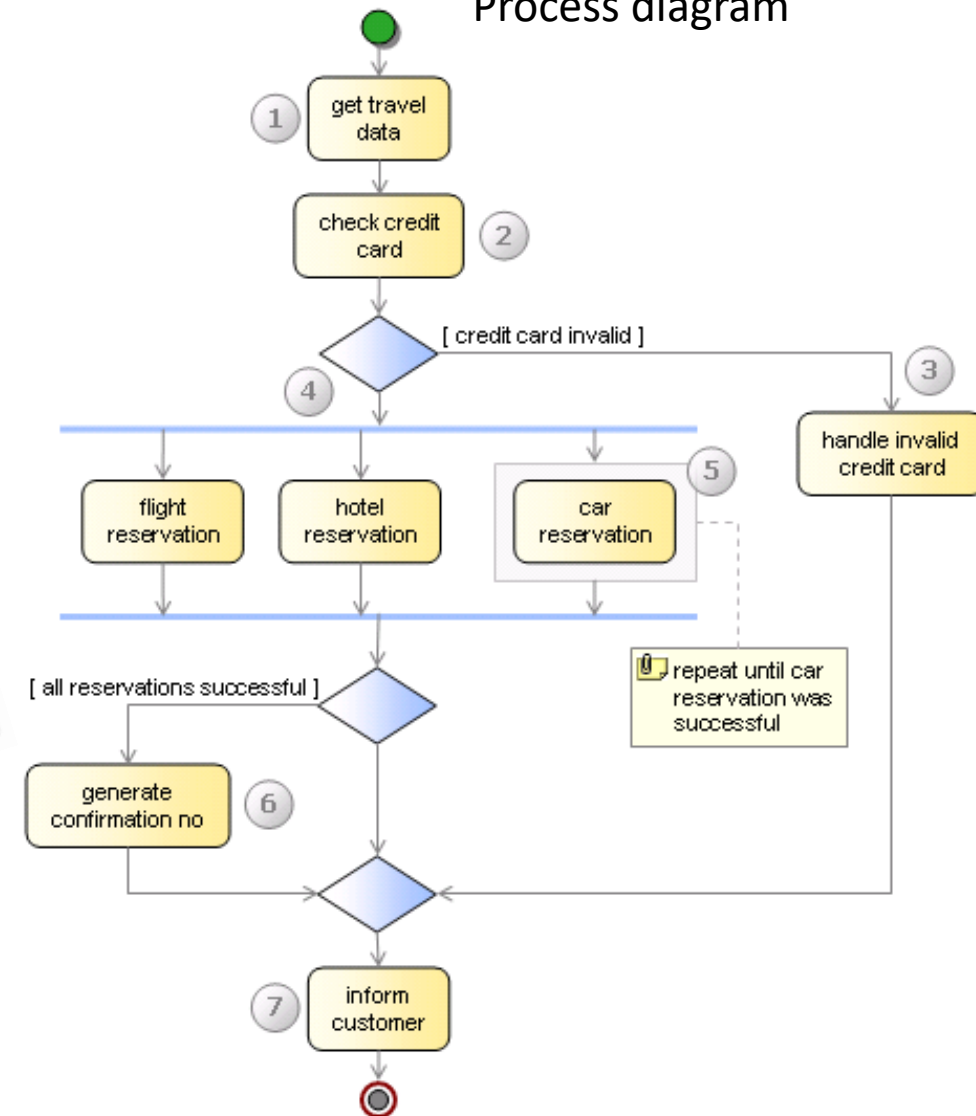 Process diagram
1
get travel
data
check credit
card
2
[ credit card invalid ]
3
4
handle invalid
credit card
5
flight
reservation
hotel
reservation
car
reservation
repeat until car
reservation was
successful
[ all reservations successful ]
generate
confirmation no
6
7
inform
customer